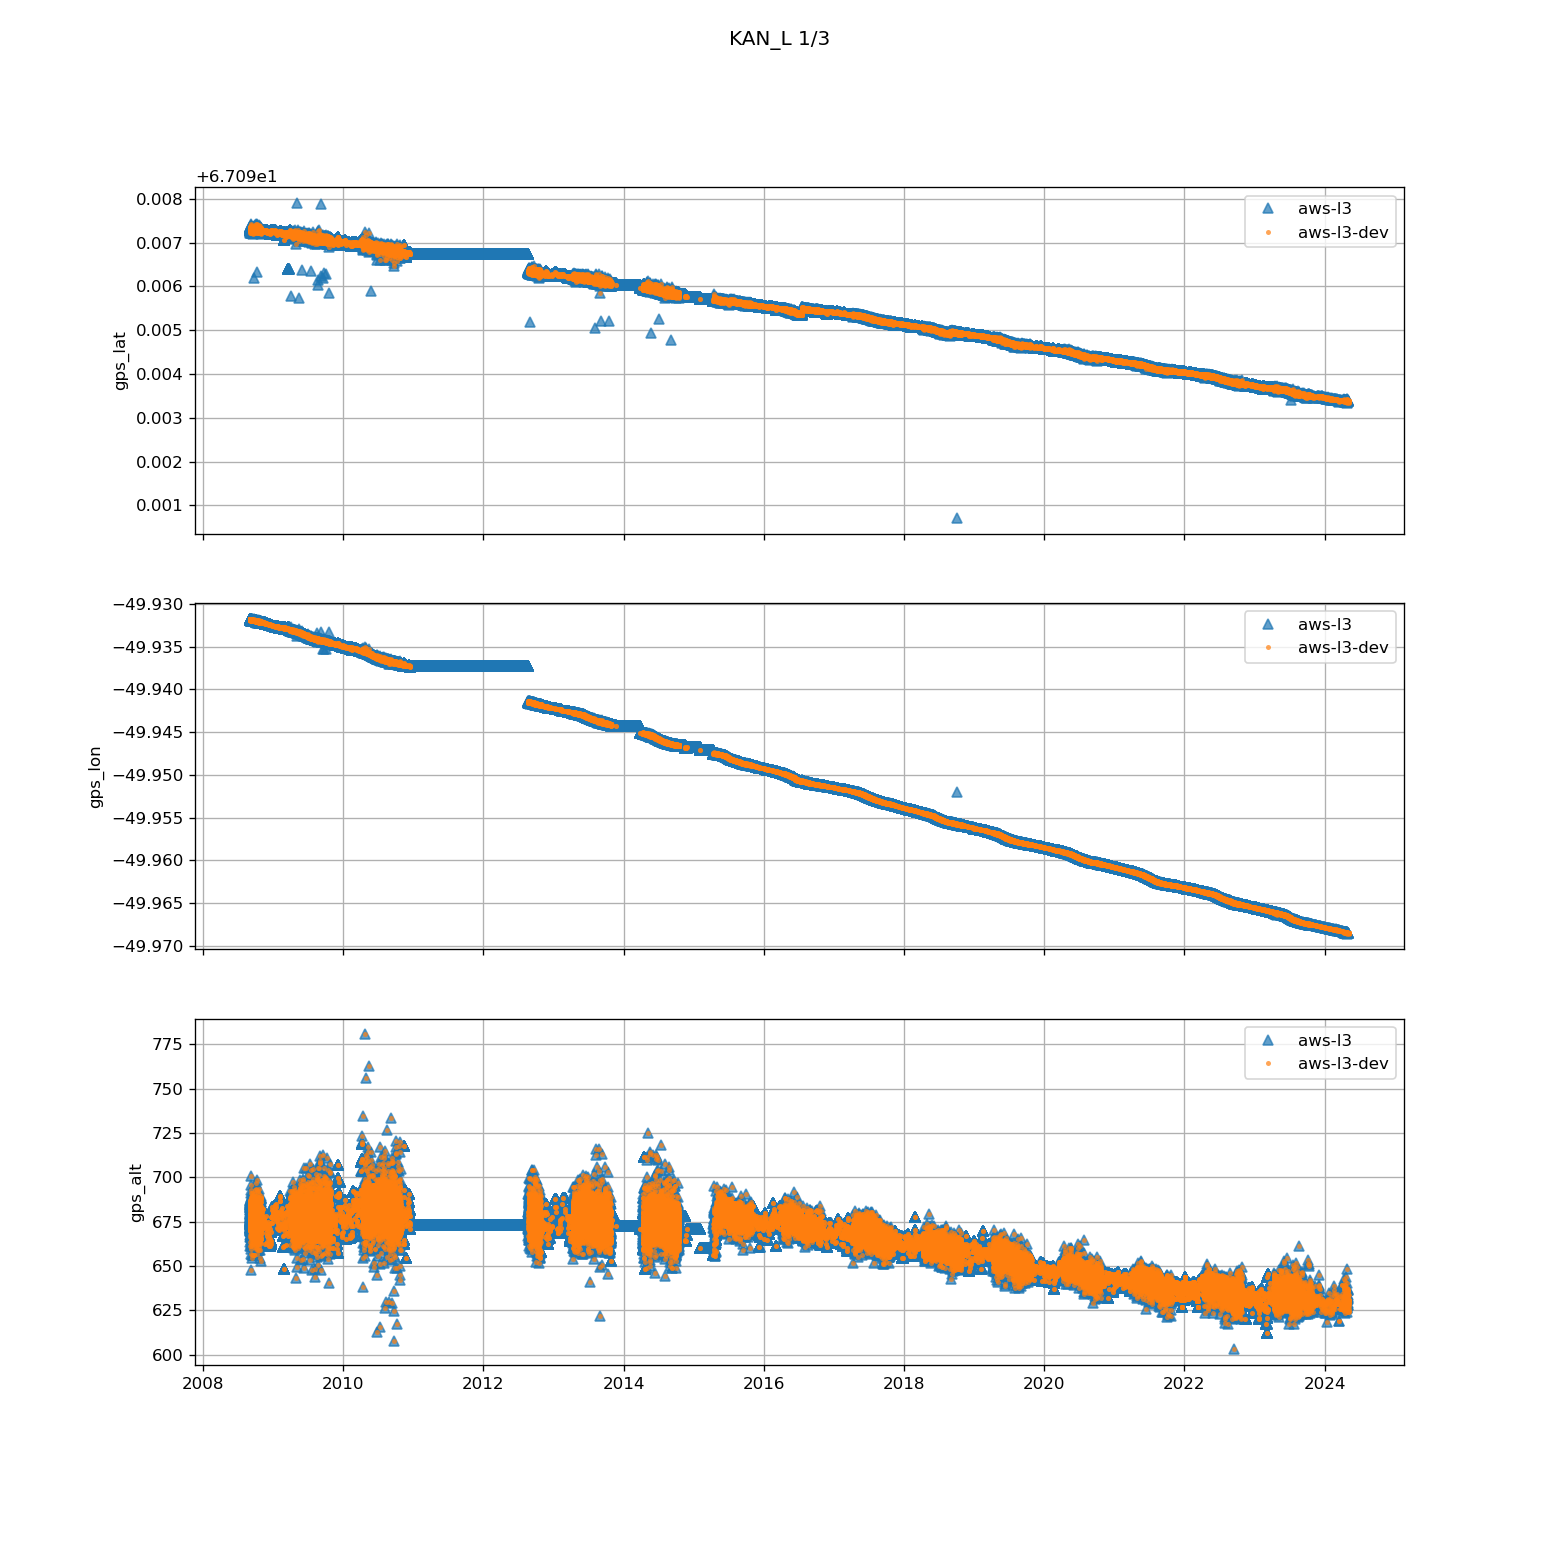 KAN_L 1/3
+6.709e1
0.008
0.007
0.006
0.005
0.004
0.003
0.002
0.001
gps_lat
aws-l3
aws-l3-dev
−49.930
−49.935
−49.940
−49.945
−49.950
−49.955
−49.960
−49.965
−49.970
gps_lon
aws-l3
aws-l3-dev
775
750
725
700
675
650
625
600
gps_alt
aws-l3
aws-l3-dev
2008 2010 2012 2014 2016 2018 2020 2022 2024